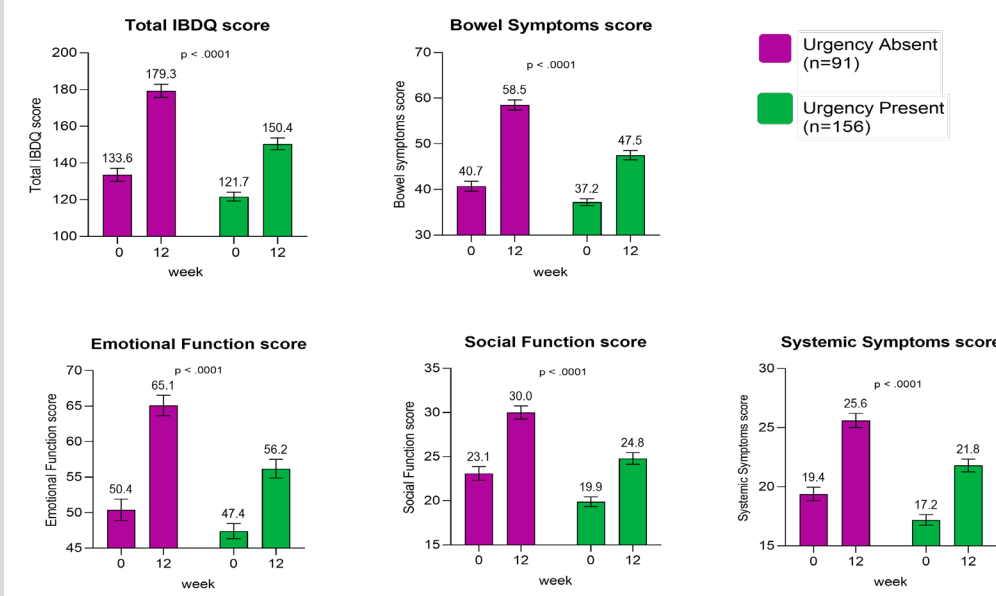 Total IBDQ score
p < .0001
Total IBDQ score
200
180
160
140
120
100
133.6
179.3
121.7
150.4
0 12 0 12
week
Bowel Symptoms score
p < .0001
Bowel symptoms score
70
60
50
40
30
40.7
58.5
37.2
47.5
0 12 0 12
week
Urgency Absent
(n=91)
Urgency Present
(n=156)
Emotional Function score
p < .0001
Emotional Function score
70
65
60
55
50
45
50.4
65.1
47.4
56.2
0 12 0 12
week
Social Function score
p < .0001
Social Function score
35
30
25
20
15
23.1
30.0
19.9
24.8
0 12 0 12
week
Systemic Symptoms score
p < .0001
Systemic Symptoms score
30
25
20
15
19.4
25.6
17.2
21.8
0 12 0 12
week